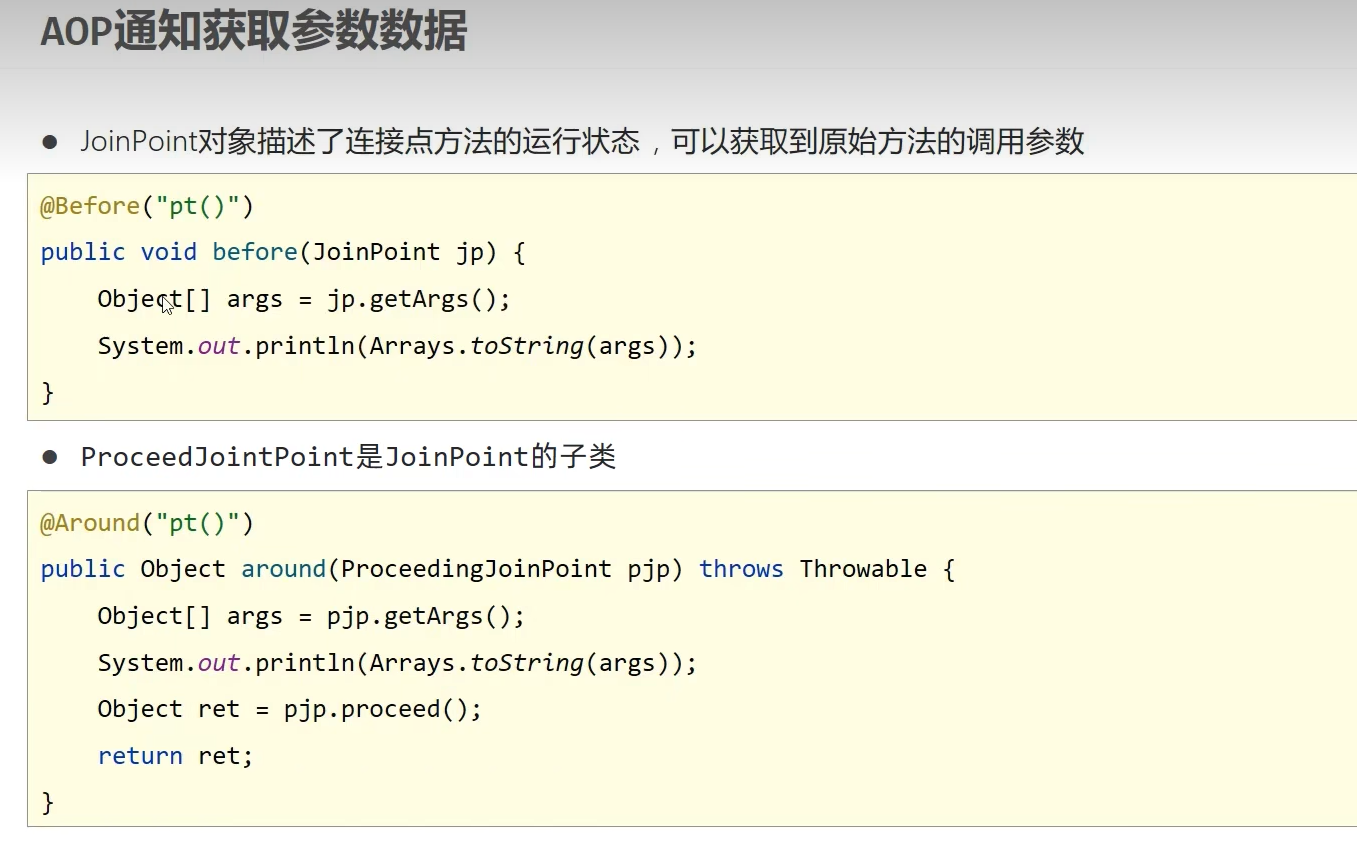 AOP通知获取参数数据
● JoinPoint对象描述了连接点方法的运行状态，可以获取到原始方法的调用参数
@Before("pt()")
public void before(JoinPoint jp) {
    Object[] args = jp.getArgs();
    System.out.println(Arrays.toString(args));
}
● ProceedJointPoint是JoinPoint的子类
@Around("pt()")
public Object around(ProceedingJoinPoint pjp) throws Throwable {
    Object[] args = pjp.getArgs();
    System.out.println(Arrays.toString(args));
    Object ret = pjp.proceed();
    return ret;
}